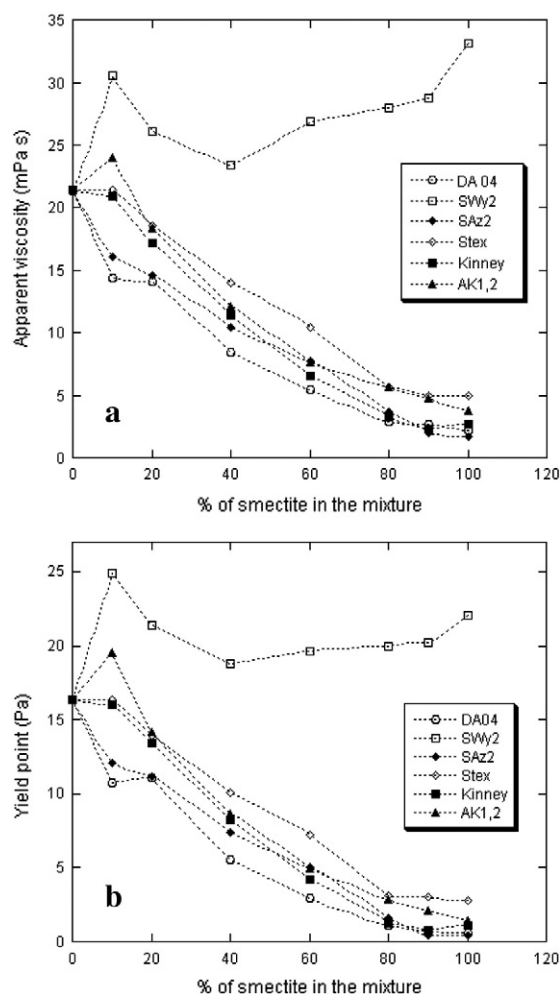 35
30
25
20
15
10
5
0
Apparent viscosity (mPa s)
DA 04
SWy2
SAz2
Stex
Kinney
AK1,2
a
0 20 40 60 80 100 120
% of smectite in the mixture
25
20
15
10
5
0
Yield point (Pa)
DA04
SWy2
SAz2
Stex
Kinney
AK1,2
b
0 20 40 60 80 100 120
% of smectite in the mixture